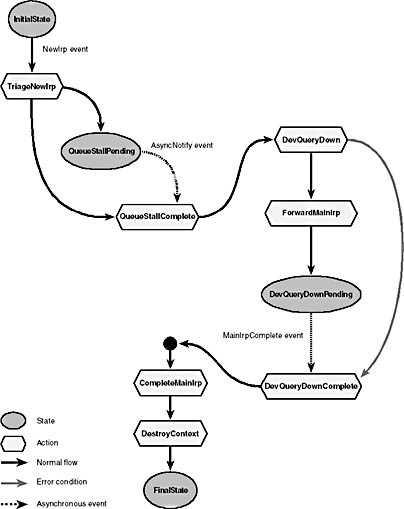 InitialState
NewIrp event
TriageNewIrp
QueueStallPending
AsyncNotify event
DevQueryDown
QueueStallComplete
ForwardMainIrp
DevQueryDownPending
MainIrpComplete event
CompleteMainIrp
DevQueryDownComplete
DestroyContext
FinalState
State
Action
Normal flow
Error condition
Asynchronous event